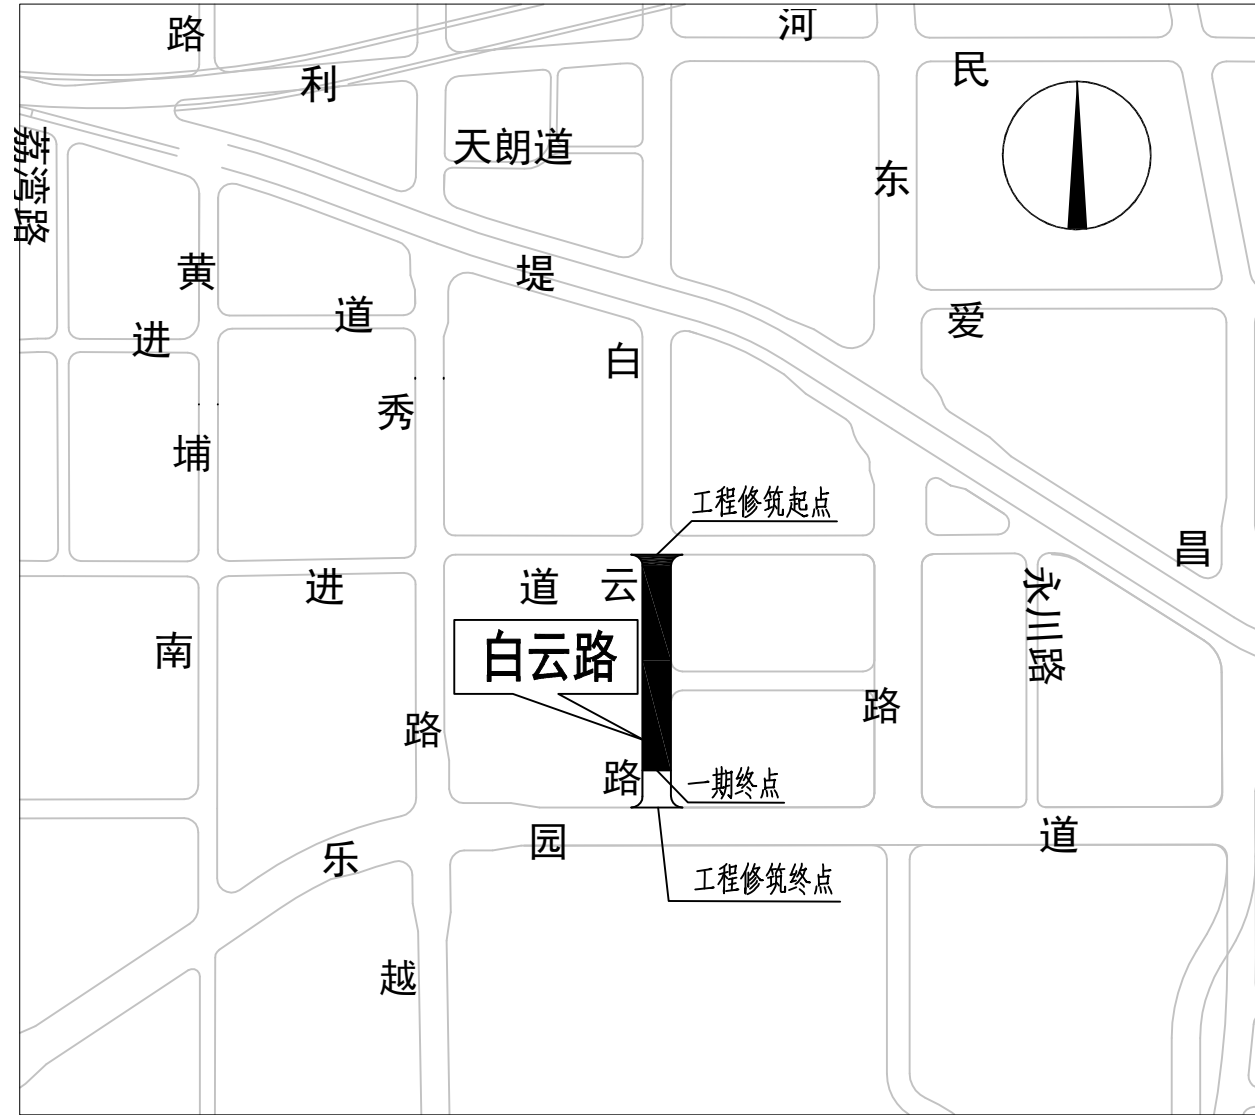 河
路
民
利
天朗道
荔湾路
东
黄
堤
道
爱
进
白
秀
埔
工程修筑起点
昌
进
道
云
永川路
南
白云路
路
路
路
一期终点
园
道
乐
工程修筑终点
越